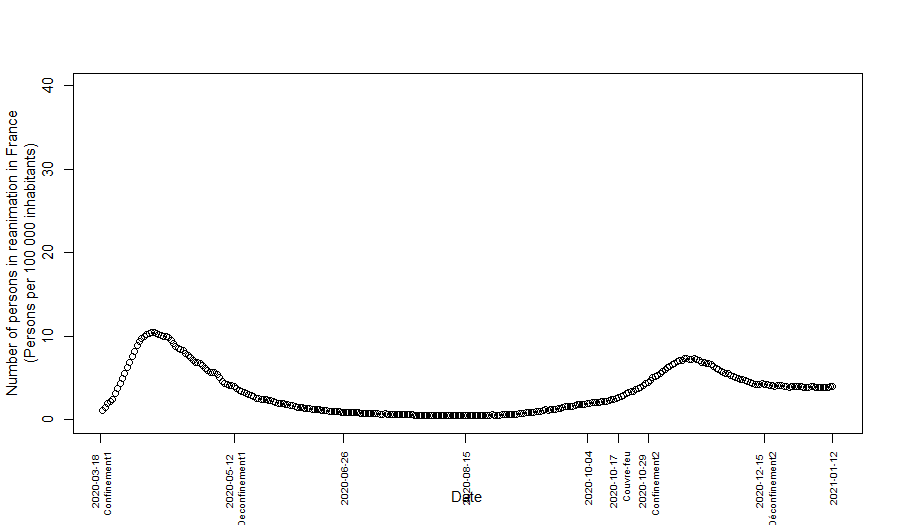 Number of persons in reanimation in France
(Persons per 100 000 inhabitants)
40
30
20
10
0
2020-03-18
Confinement1
2020-05-12
Deconfinement1
2020-06-26
2020-08-15
2020-10-04
2020-10-17
Couvre-feu
2020-10-29
Confinement2
2020-12-15
Déconfinement2
2021-01-12
Date